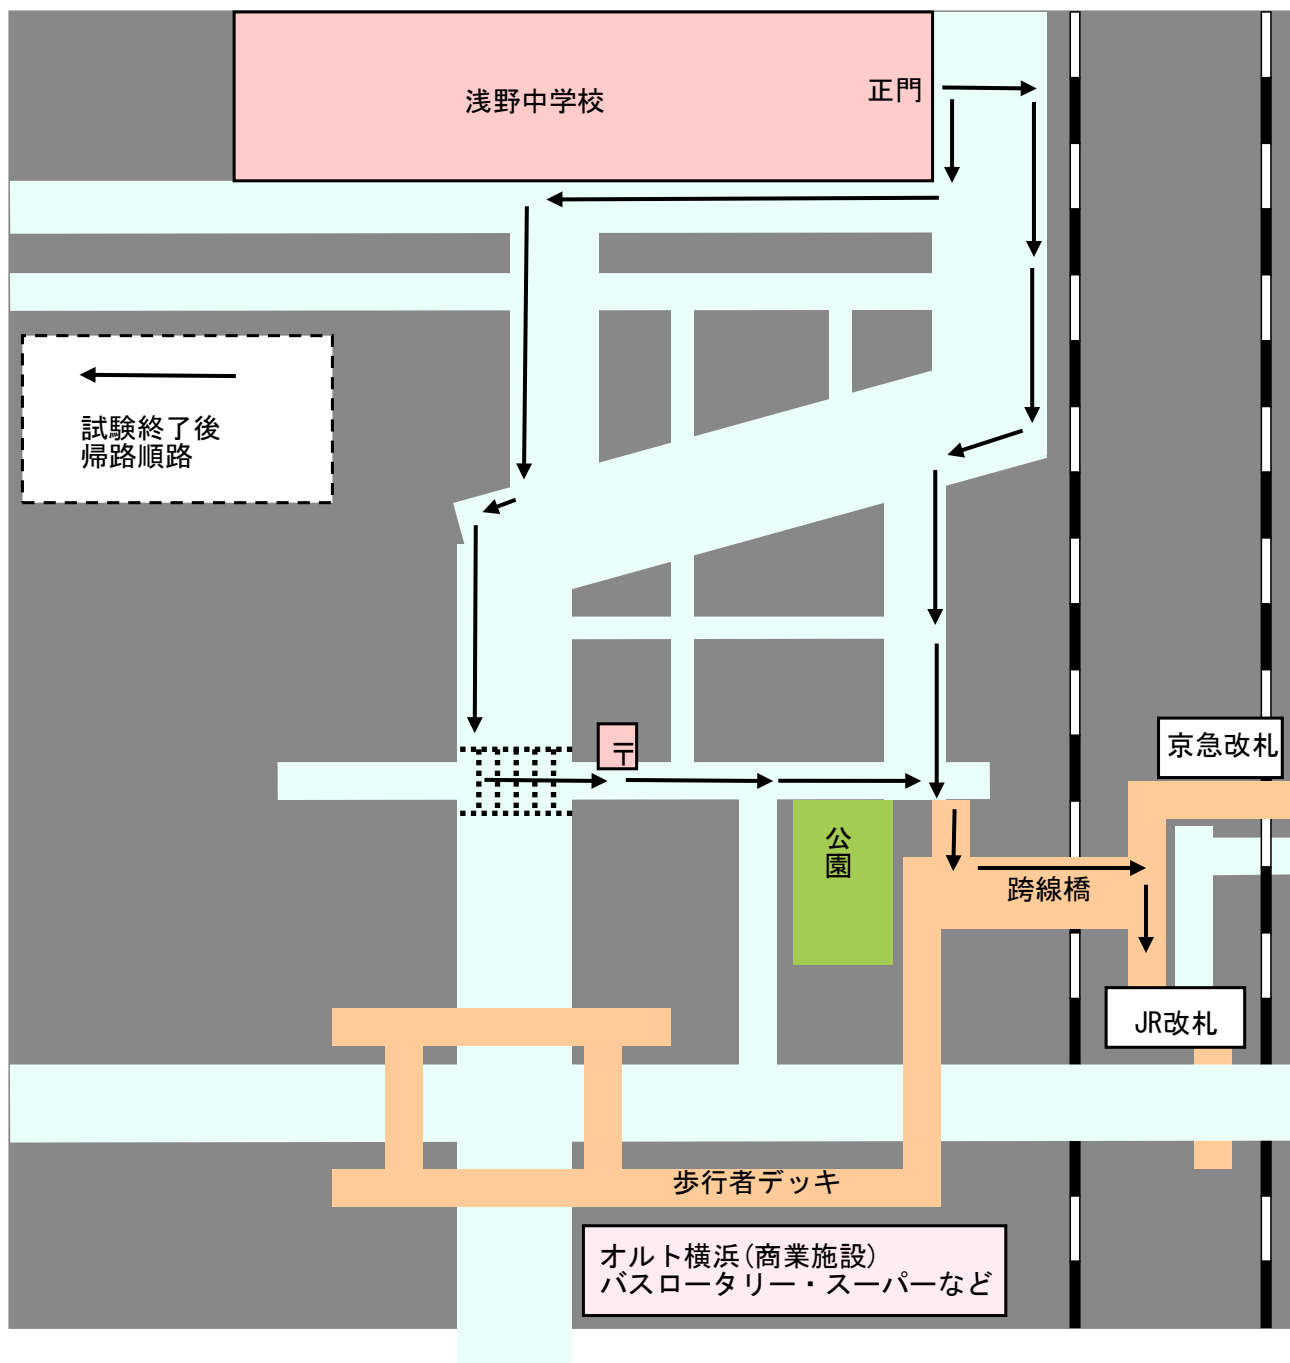 浅野中学校
正門
試験終了後
帰路順路
〒
京急改札
公
園
跨線橋
JR改札
歩行者デッキ
オルト横浜(商業施設)
バスロータリー・スーパーなど